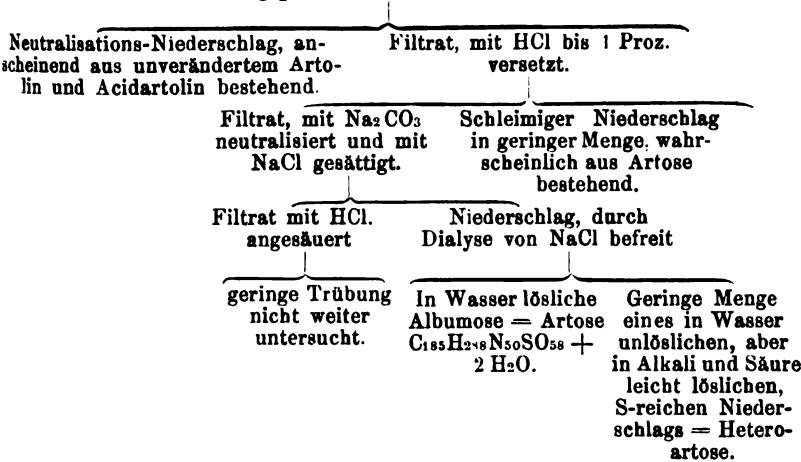 Neutralisations-Niederschlag, an-
scheinend aus unverändertem Arto-
lin und Acidartolin bestehend.
Filtrat, mit HCl bis 1 Proz.
versetzt.
Filtrat, mit Na2 CO3
neutralisiert und mit
NaCl gesättigt.
Schleimiger Niederschlag
in geringer Menge, wahr-
scheinlich aus Artose
bestehend.
Filtrat mit HCl.
angesäuert
Niederschlag, durch
Dialyse von NaCl befreit
geringe Trübung
nicht weiter
untersucht.
In Wasser lösliche
Albumose = Artose
C185H288N50SO58 +
2 H2O.
Geringe Menge
eines in Wasser
unlöslichen, aber
in Alkali und Säure
leicht löslichen,
S-reichen Nieder-
schlags = Hetero-
artose.